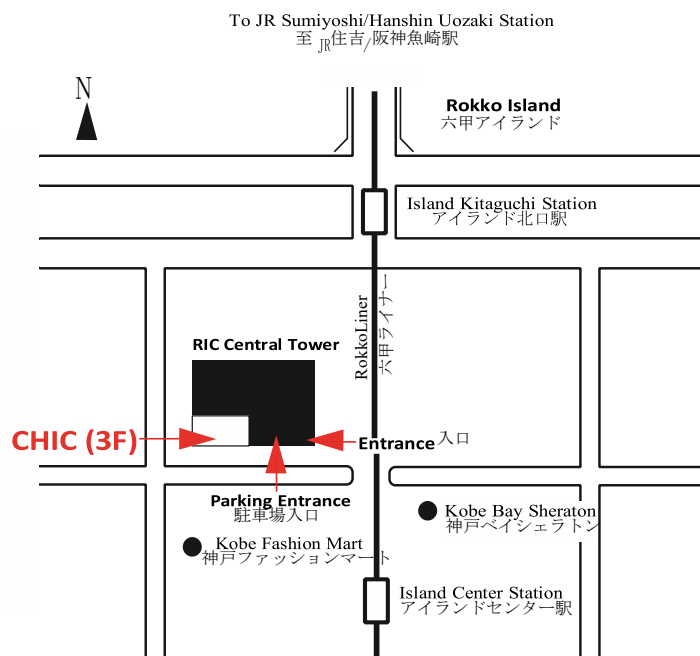 To JR Sumiyoshi/Hanshin Uozaki Station
至 JR住吉/阪神魚崎駅
N
Rokko Island
六甲アイランド
Island Kitaguchi Station
アイランド北口駅
RokkoLiner
六甲ライナー
RIC Central Tower
CHIC (3F)
Entrance 入口
Parking Entrance
駐車場入口
Kobe Bay Sheraton
神戸ベイシェラトン
Kobe Fashion Mart
神戸ファッションマート
Island Center Station
アイランドセンター駅